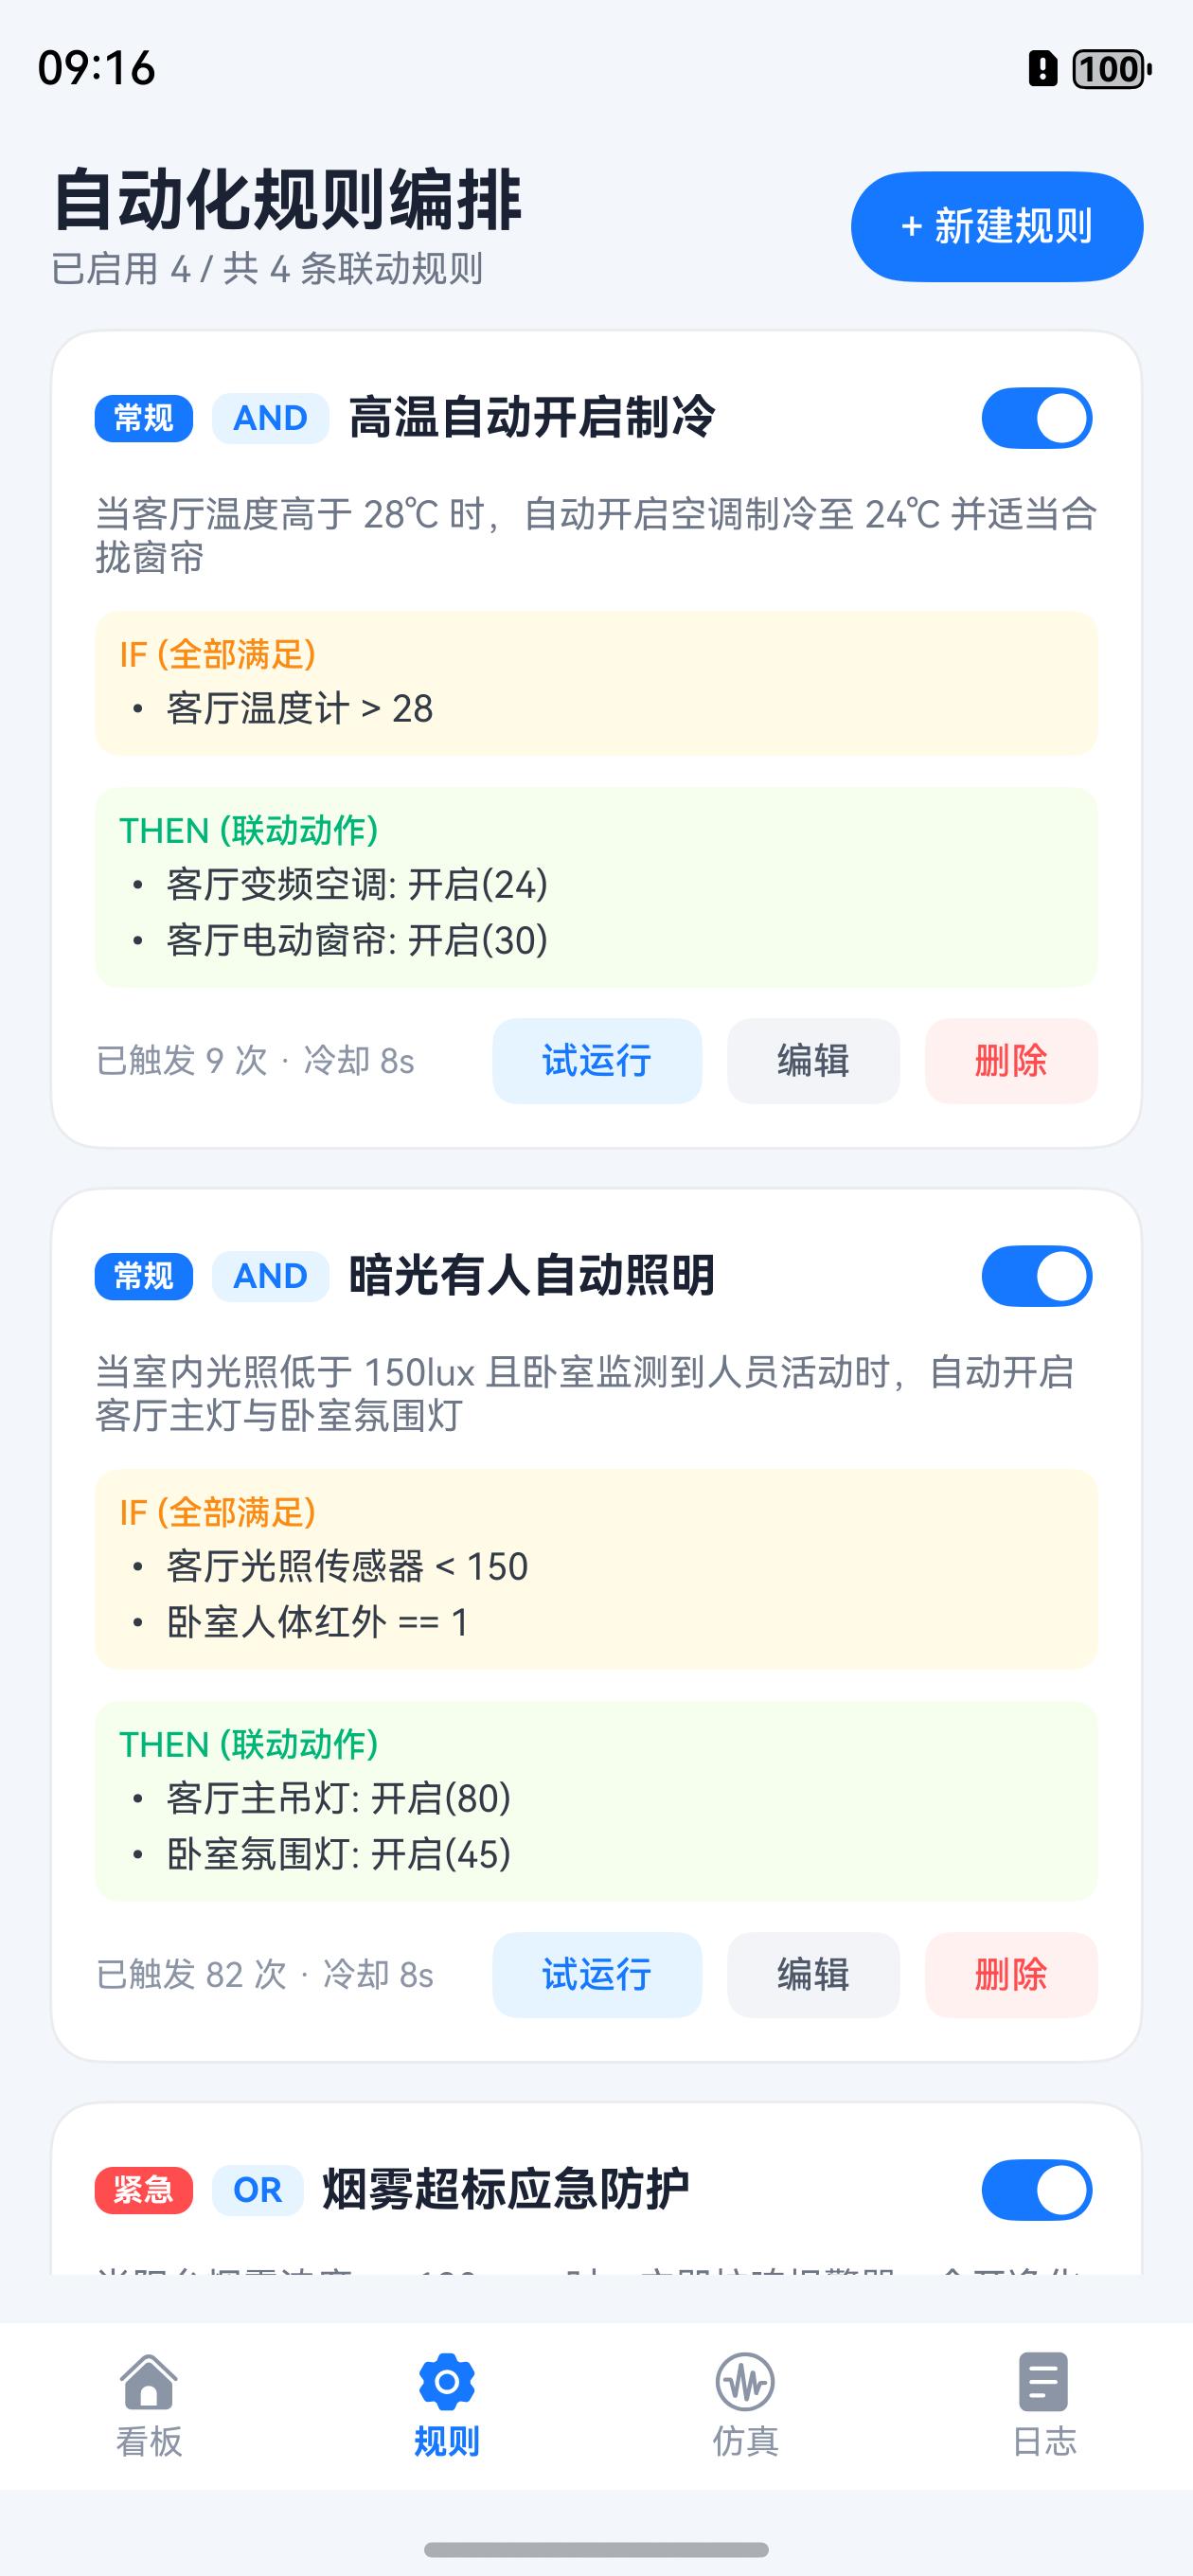 09:16
100
自动化规则编排
已启用 4 / 共 4 条联动规则
+ 新建规则
常规 AND 高温自动开启制冷
当客厅温度高于 28℃ 时，自动开启空调制冷至 24℃ 并适当合
拢窗帘
IF (全部满足)
• 客厅温度计 > 28
THEN (联动动作)
• 客厅变频空调: 开启(24)
• 客厅电动窗帘: 开启(30)
已触发 9 次 · 冷却 8s 试运行 编辑 删除
常规 AND 暗光有人自动照明
当室内光照低于 150lux 且卧室监测到人员活动时，自动开启
客厅主灯与卧室氛围灯
IF (全部满足)
• 客厅光照传感器 < 150
• 卧室人体红外 == 1
THEN (联动动作)
• 客厅主吊灯: 开启(80)
• 卧室氛围灯: 开启(45)
已触发 82 次 · 冷却 8s 试运行 编辑 删除
紧急 OR 烟雾超标应急防护
看板 规则 仿真 日志